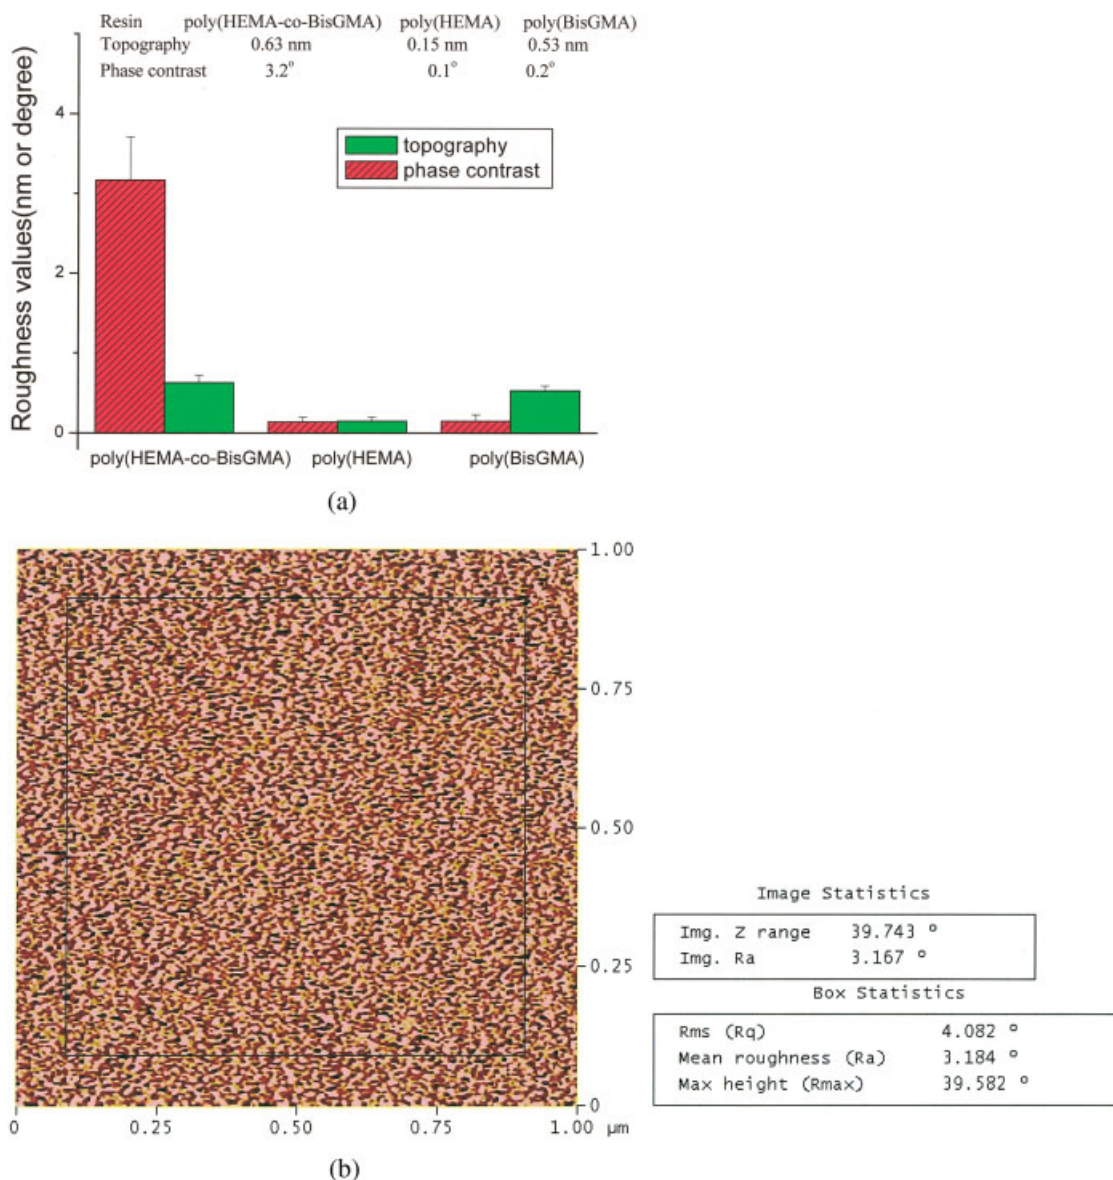 Resin poly(HEMA-co-BisGMA) poly(HEMA) poly(BisGMA)
Topography 0.63 nm 0.15 nm 0.53 nm
Phase contrast 3.2° 0.1° 0.2°
Roughness values(nm or degree)
4
2
0
topography
phase contrast
poly(HEMA-co-BisGMA) poly(HEMA) poly(BisGMA)
(a)
1.00
0.75
0.50
0.25
0
0 0.25 0.50 0.75 1.00 µm
Image Statistics
Img. Z range 39.743 °
Img. Ra 3.167 °
Box Statistics
Rms (Rq) 4.082 °
Mean roughness (Ra) 3.184 °
Max height (Rmax) 39.582 °
(b)